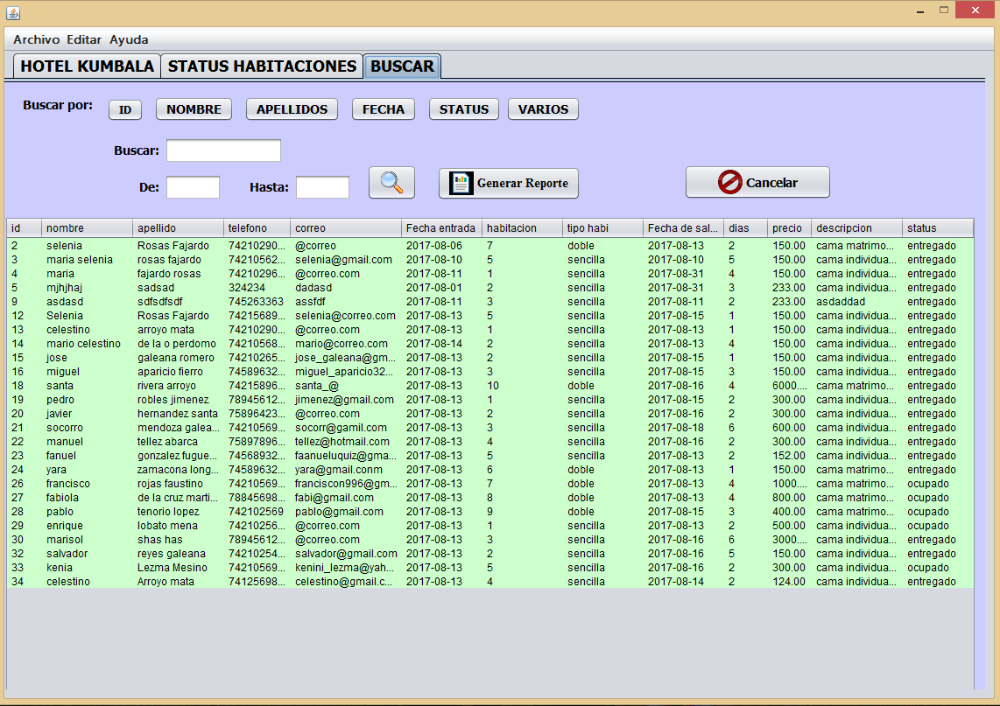 Archivo Editar Ayuda
HOTEL KUMBALA STATUS HABITACIONES BUSCAR
Buscar por: ID NOMBRE APELLIDOS FECHA STATUS VARIOS
Buscar:
De: Hasta: Generar Reporte Cancelar
id nombre apellido telefono correo Fecha entrada habitacion tipo habi Fecha de sal... dias precio descripcion status
2 selenia Rosas Fajardo 74210290... @correo 2017-08-06 7 doble 2017-08-13 2 150.00 cama matrimo... entregado
3 maria selenia rosas fajardo 74210562... selenia@gmail.com 2017-08-10 5 sencilla 2017-08-10 5 150.00 cama individua... entregado
4 maria fajardo rosas 74210296... @correo.com 2017-08-11 1 sencilla 2017-08-31 4 150.00 cama individua... entregado
5 mjhjhaj sadsad 324234 dadasd 2017-08-01 2 sencilla 2017-08-31 3 233.00 cama individua... entregado
9 asdasd sdfsdfsdf 745263363 assfdf 2017-08-11 3 sencilla 2017-08-11 2 233.00 asdaddad entregado
12 Selenia Rosas Fajardo 74215689... selenia@correo.com 2017-08-13 5 sencilla 2017-08-15 1 150.00 cama individua... entregado
13 celestino arroyo mata 74210290... @correo.com 2017-08-13 1 sencilla 2017-08-13 1 150.00 cama individua... entregado
14 mario celestino de la o perdomo 74210568... mario@correo.com 2017-08-14 2 sencilla 2017-08-13 4 150.00 cama individua... entregado
15 jose galeana romero 74210265... jose_galeana@gm... 2017-08-13 2 sencilla 2017-08-15 1 150.00 cama individua... entregado
16 miguel aparicio fierro 74589632... miguel_aparicio32... 2017-08-13 3 sencilla 2017-08-15 3 150.00 cama individua... entregado
18 santa rivera arroyo 74215896... santa_@ 2017-08-13 10 doble 2017-08-16 4 6000.... cama matrimo... entregado
19 pedro robles jimenez 78945612... jimenez@gmail.com 2017-08-13 1 sencilla 2017-08-15 2 300.00 cama individua... entregado
20 javier hernandez santa 75896423... @correo.com 2017-08-13 2 sencilla 2017-08-16 2 300.00 cama individua... entregado
21 socorro mendoza galea... 74210569... socorr@gamil.com 2017-08-13 3 sencilla 2017-08-18 6 600.00 cama individua... entregado
22 manuel tellez abarca 75897896... tellez@hotmail.com 2017-08-13 4 sencilla 2017-08-16 2 300.00 cama individua... entregado
23 fanuel gonzalez fugue... 74568932... faanueluquiz@gma... 2017-08-13 5 sencilla 2017-08-13 2 152.00 cama individua... entregado
24 yara zamacona long... 74589632... yara@gmail.conm 2017-08-13 6 doble 2017-08-13 1 150.00 cama matrimo... entregado
26 francisco rojas faustino 74210569... franciscon996@gm... 2017-08-13 7 doble 2017-08-13 4 1000.... cama matrimo... ocupado
27 fabiola de la cruz marti... 78845698... fabi@gmail.com 2017-08-13 8 doble 2017-08-13 4 800.00 cama matrimo... ocupado
28 pablo tenorio lopez 742102569 pablo@gmail.com 2017-08-13 9 doble 2017-08-15 3 400.00 cama matrimo... ocupado
29 enrique lobato mena 74210256... @correo.com 2017-08-13 1 sencilla 2017-08-13 2 500.00 cama individua... ocupado
30 marisol shas has 78945612... @correo.com 2017-08-13 3 sencilla 2017-08-16 6 3000.... cama individua... entregado
32 salvador reyes galeana 74210254... salvador@gmail.com 2017-08-13 2 sencilla 2017-08-16 5 150.00 cama individua... entregado
33 kenia Lezma Mesino 74210569... kenini_lezma@yah... 2017-08-13 5 sencilla 2017-08-16 2 300.00 cama individua... ocupado
34 celestino Arroyo mata 74125698... celestino@gmail.c... 2017-08-13 4 sencilla 2017-08-14 2 124.00 cama individua... entregado